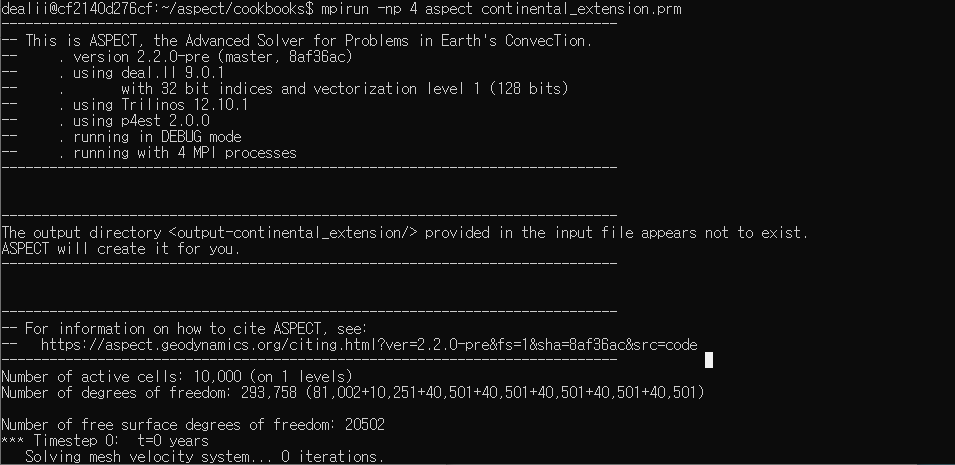 dealii@cf2140d276cf:~/aspect/cookbooks$ mpirun -np 4 aspect continental_extension.prm
-----------------------------------------------------------------------------
-- This is ASPECT, the Advanced Solver for Problems in Earth's ConvecTion.
--     . version 2.2.0-pre (master, 8af36ac)
--     . using deal.II 9.0.1
--     .       with 32 bit indices and vectorization level 1 (128 bits)
--     . using Trilinos 12.10.1
--     . using p4est 2.0.0
--     . running in DEBUG mode
--     . running with 4 MPI processes
-----------------------------------------------------------------------------
-----------------------------------------------------------------------------
The output directory <output-continental_extension/> provided in the input file appears not to exist.
ASPECT will create it for you.
-----------------------------------------------------------------------------
-----------------------------------------------------------------------------
-- For information on how to cite ASPECT, see:
--   https://aspect.geodynamics.org/citing.html?ver=2.2.0-pre&fs=1&sha=8af36ac&src=code
-----------------------------------------------------------------------------
Number of active cells: 10,000 (on 1 levels)
Number of degrees of freedom: 293,758 (81,002+10,251+40,501+40,501+40,501+40,501+40,501)
Number of free surface degrees of freedom: 20502
*** Timestep 0:  t=0 years
   Solving mesh velocity system... 0 iterations.